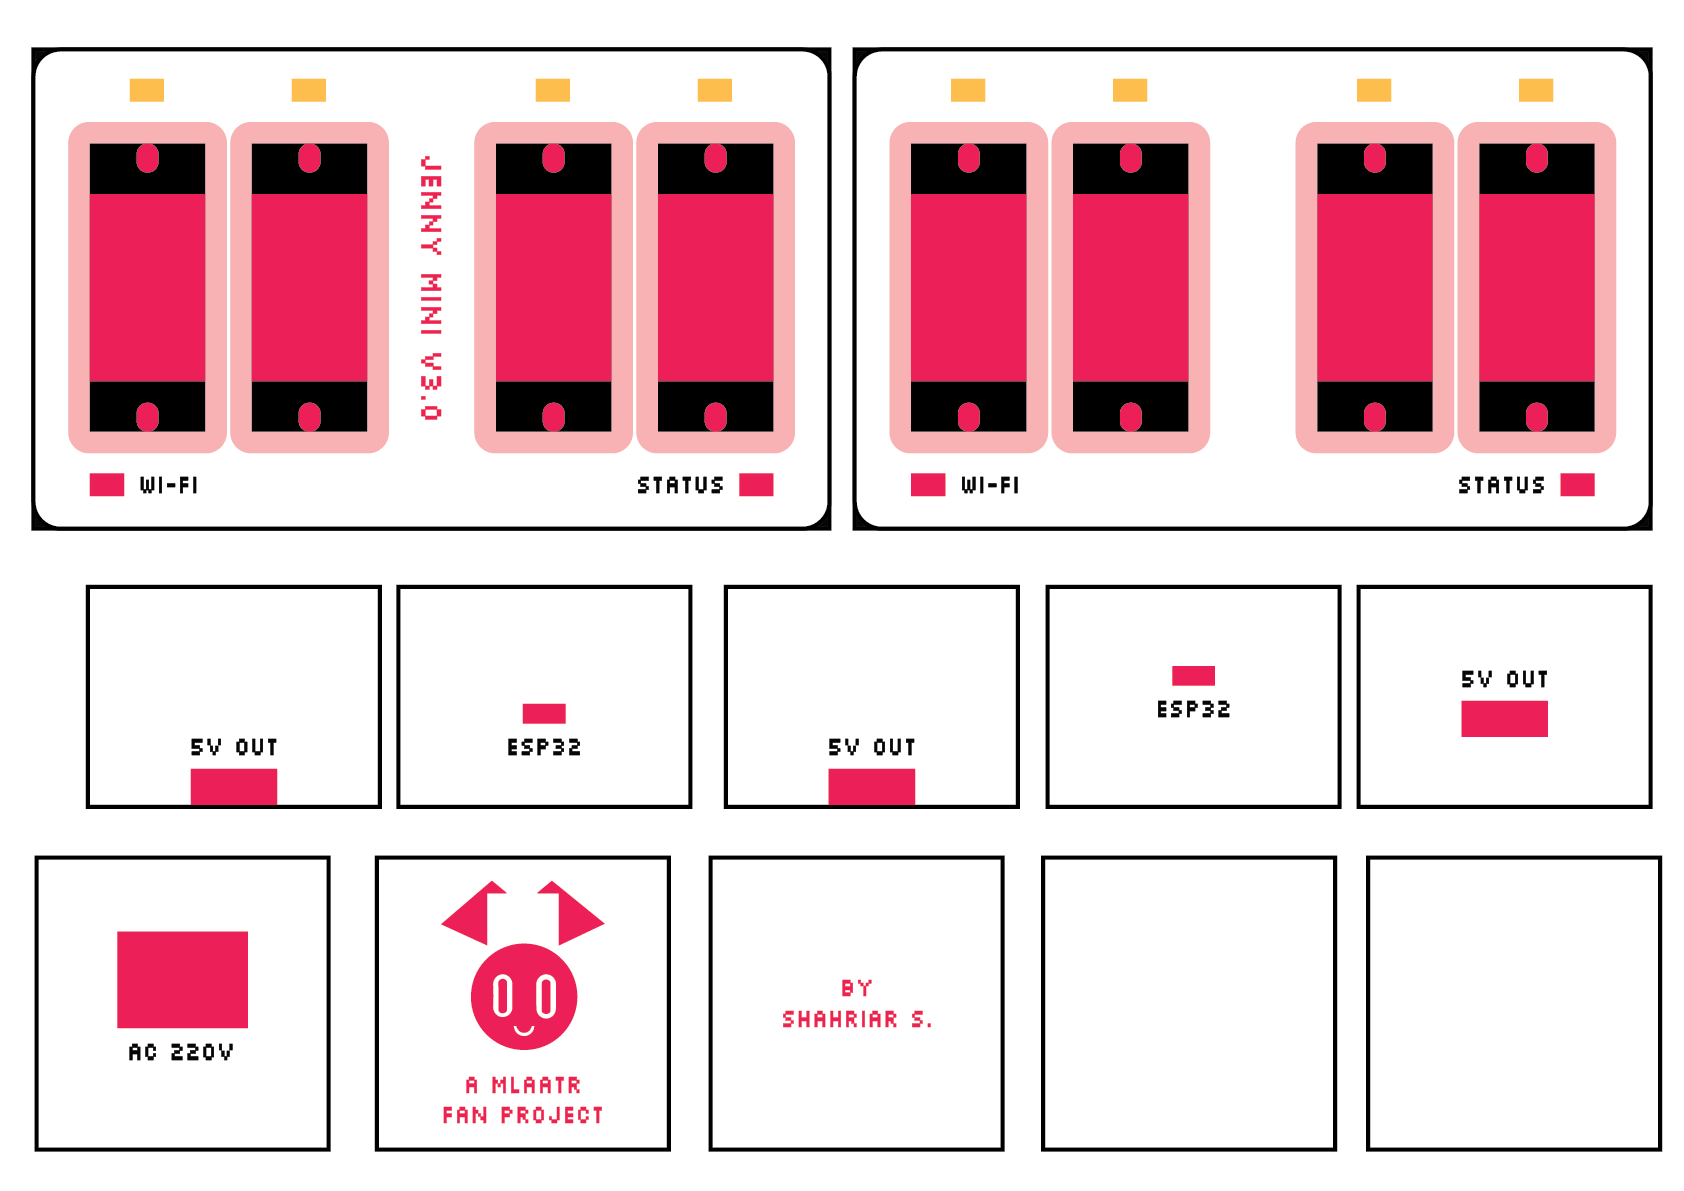 JENNY MINI V3.0
WI-FI
STATUS
WI-FI
STATUS
5V OUT
ESP32
5V OUT
ESP32
5V OUT
AC 220V
A MLAATR
FAN PROJECT
BY
SHAHRIAR S.